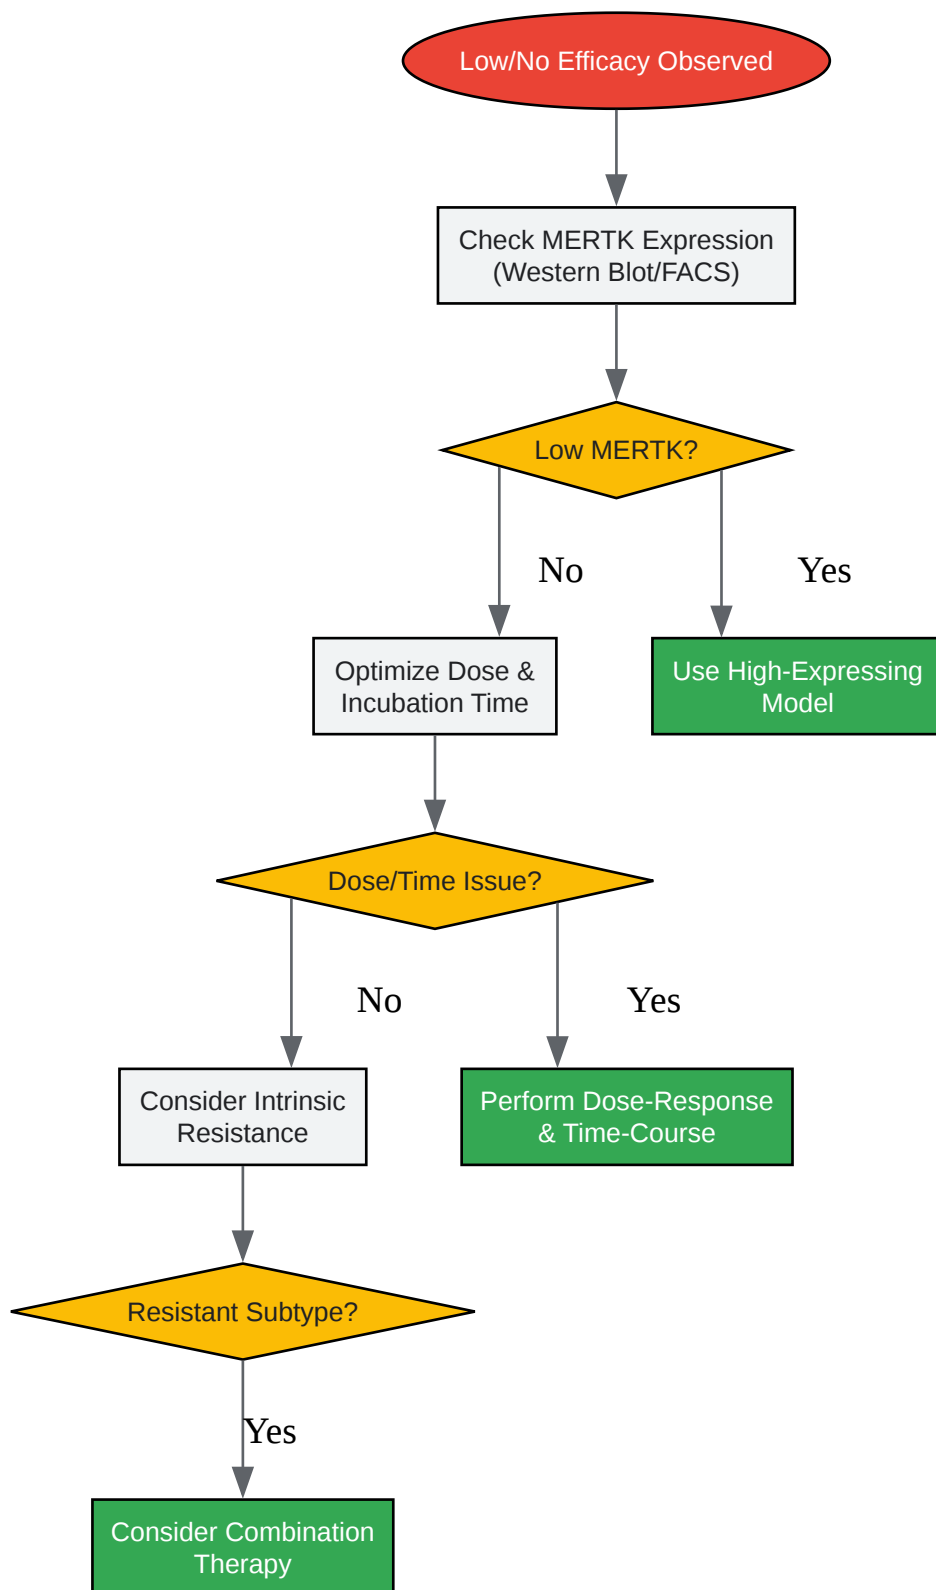 Low/No Efficacy Observed
Check MERTK Expression
(Western Blot/FACS)
Low MERTK?
No
Yes
Optimize Dose &
Incubation Time
Use High-Expressing
Model
Dose/Time Issue?
No
Yes
Consider Intrinsic
Resistance
Perform Dose-Response
& Time-Course
Resistant Subtype?
Yes
Consider Combination
Therapy